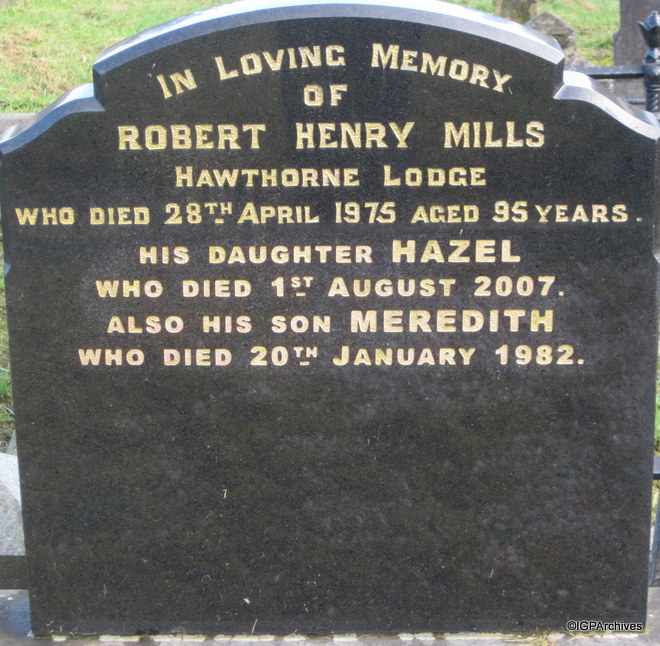 IN LOVING MEMORY
OF
ROBERT HENRY MILLS
HAWTHORNE LODGE
WHO DIED 28TH APRIL 1975 AGED 95 YEARS.
HIS DAUGHTER HAZEL
WHO DIED 1ST AUGUST 2007.
ALSO HIS SON MEREDITH
WHO DIED 20TH JANUARY 1982.
©IGPArchives